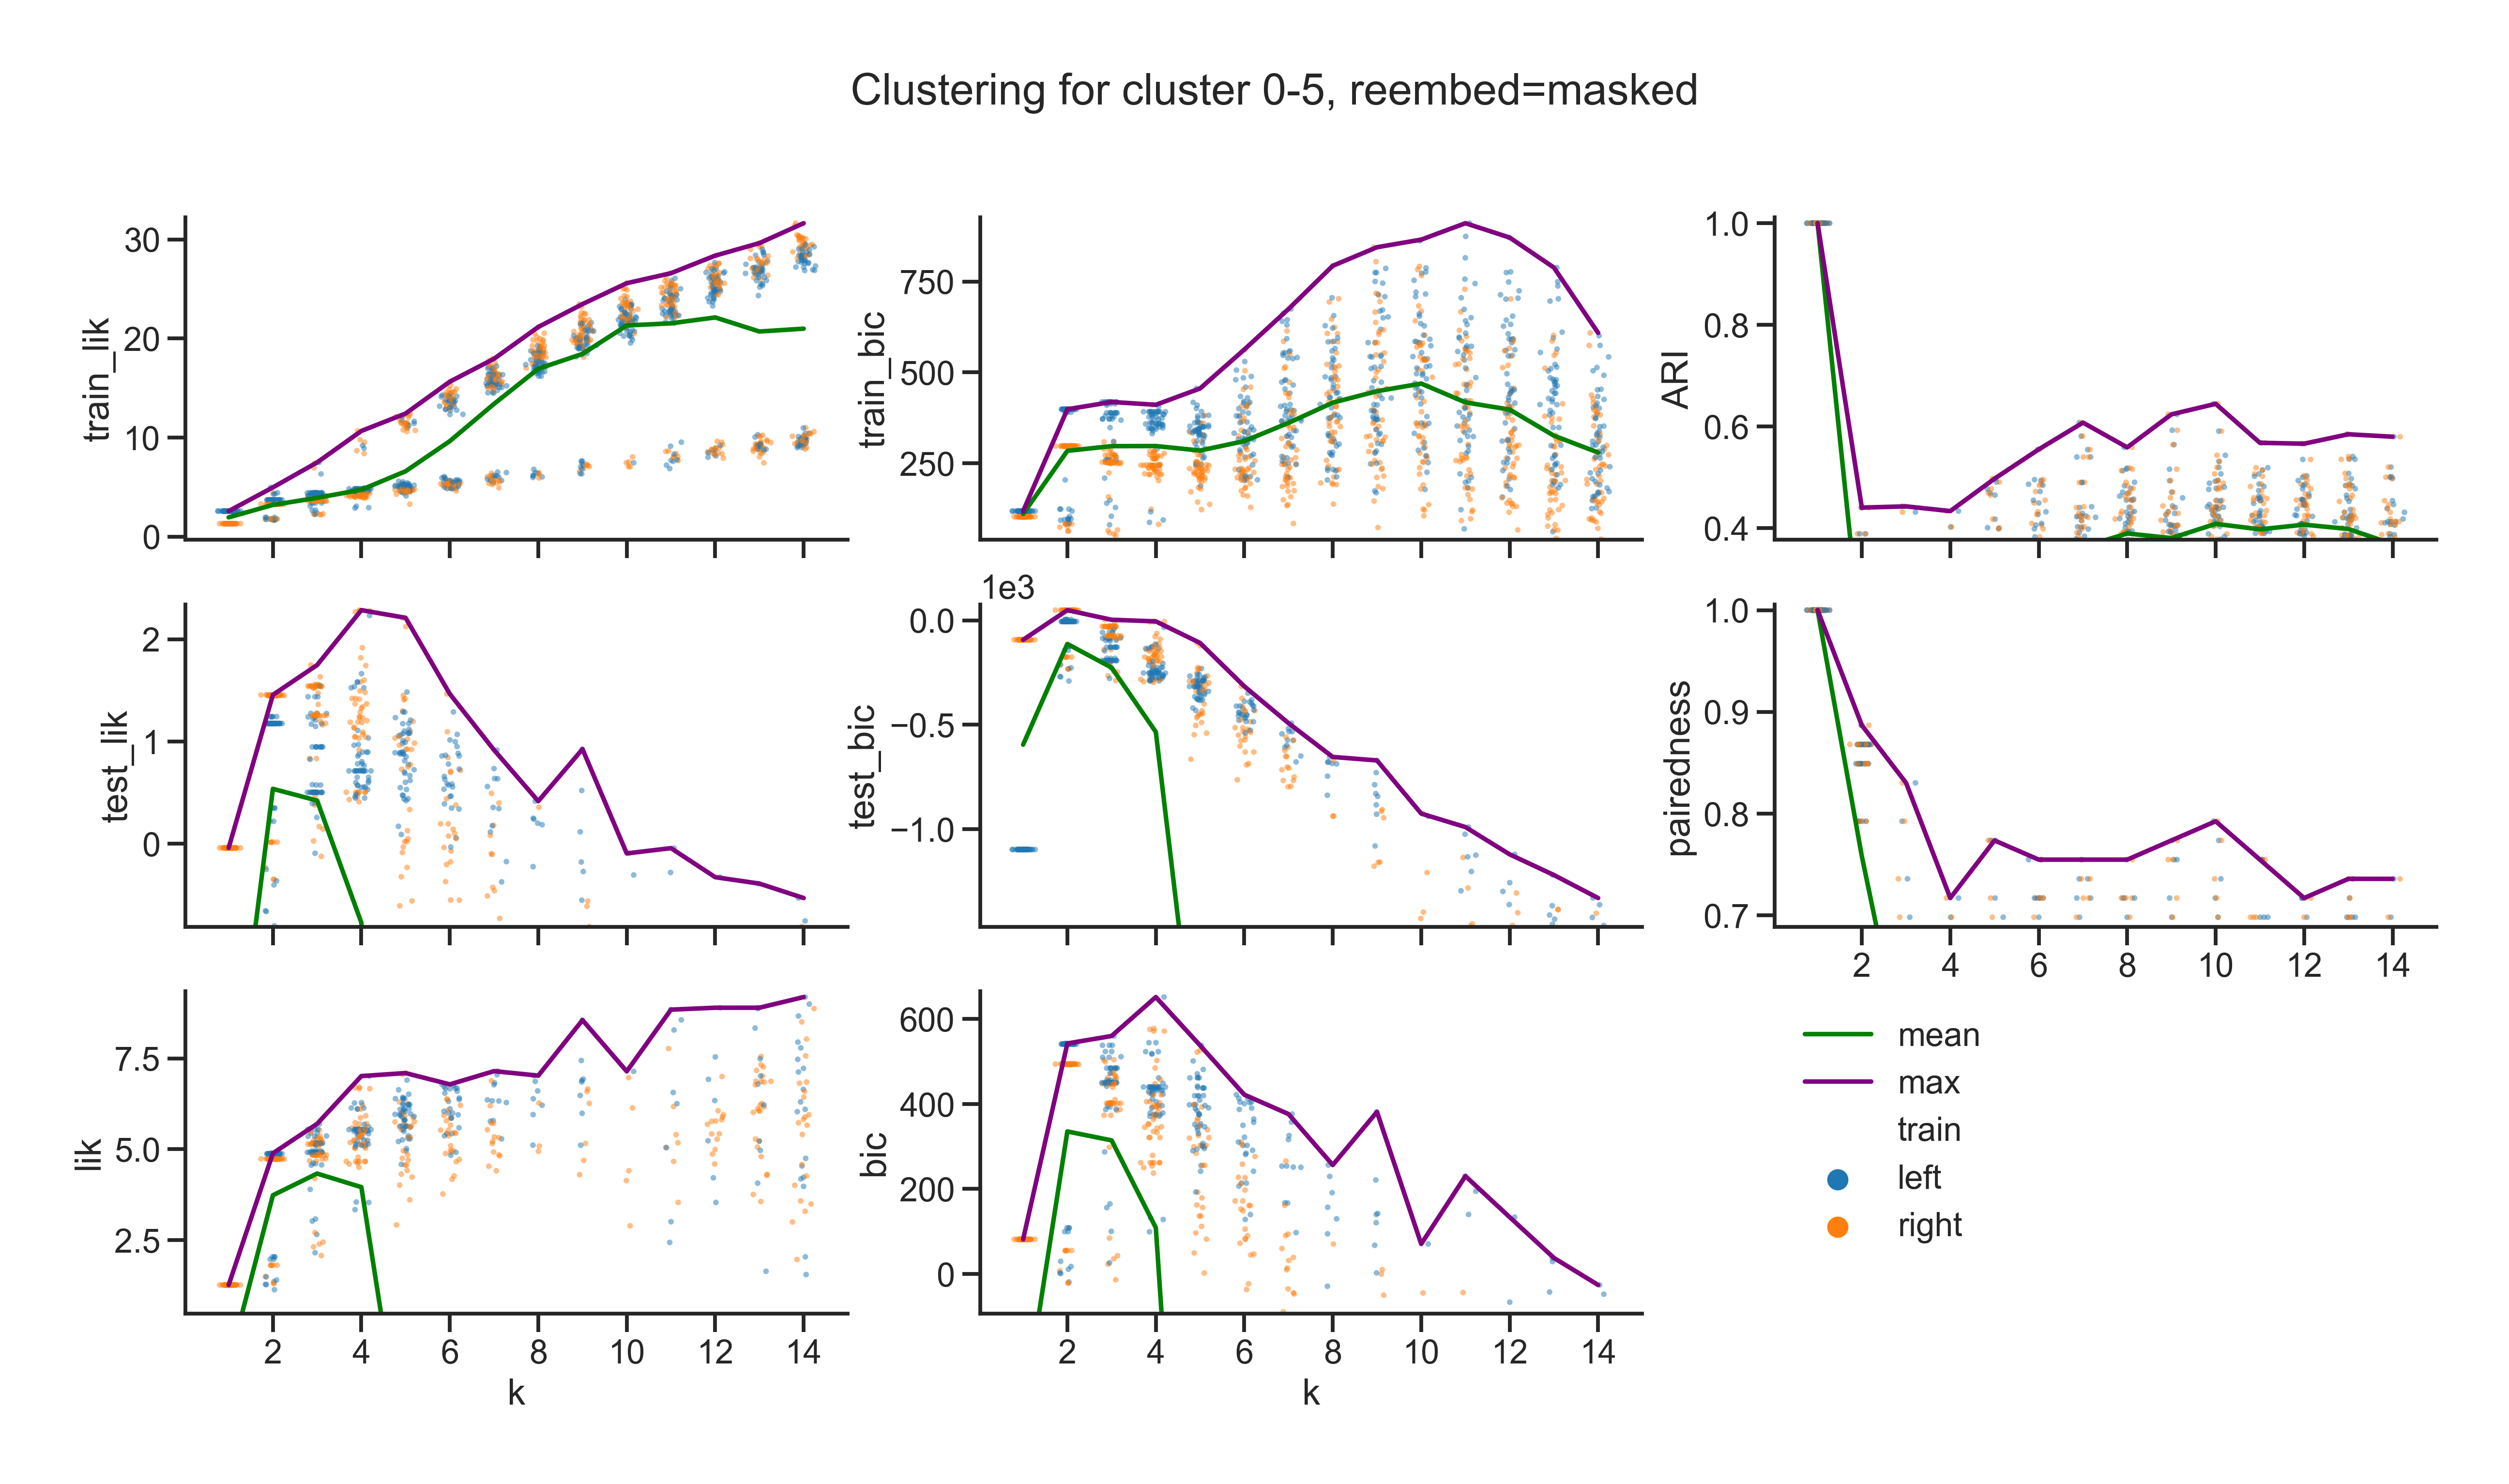 Clustering for cluster 0-5, reembed=masked
train_lik
30
20
10
0
train_bic
750
500
250
ARI
1.0
0.8
0.6
0.4
test_lik
2
1
0
1e3
test_bic
0.0
−0.5
−1.0
pairedness
1.0
0.9
0.8
0.7
2 4 6 8 10 12 14
lik
7.5
5.0
2.5
2 4 6 8 10 12 14
k
bic
600
400
200
0
2 4 6 8 10 12 14
k
mean
max
train
left
right